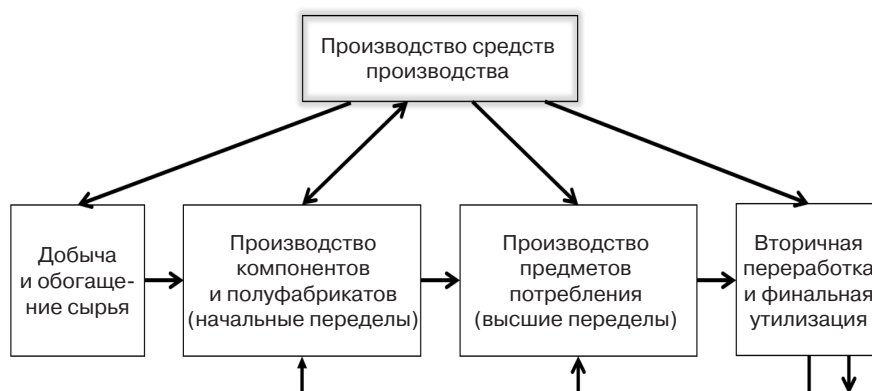 Производство средств
производства
Добыча
и обогаще-
ние сырья
Производство
компонентов
и полуфабрикатов
(начальные переделы)
Производство
предметов
потребления
(высшие переделы)
Вторичная
переработка
и финальная
утилизация